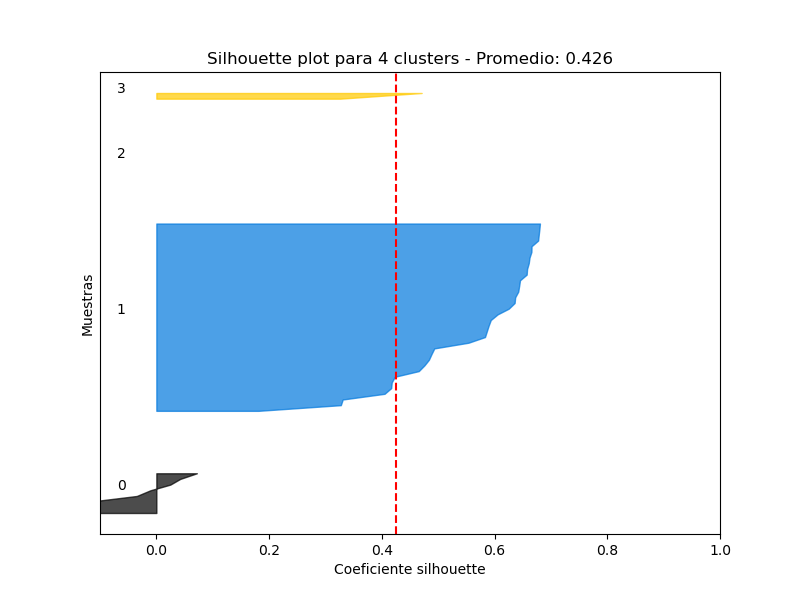 Silhouette plot para 4 clusters - Promedio: 0.426
3
2
1
0
Muestras
0.0 0.2 0.4 0.6 0.8 1.0
Coeficiente silhouette